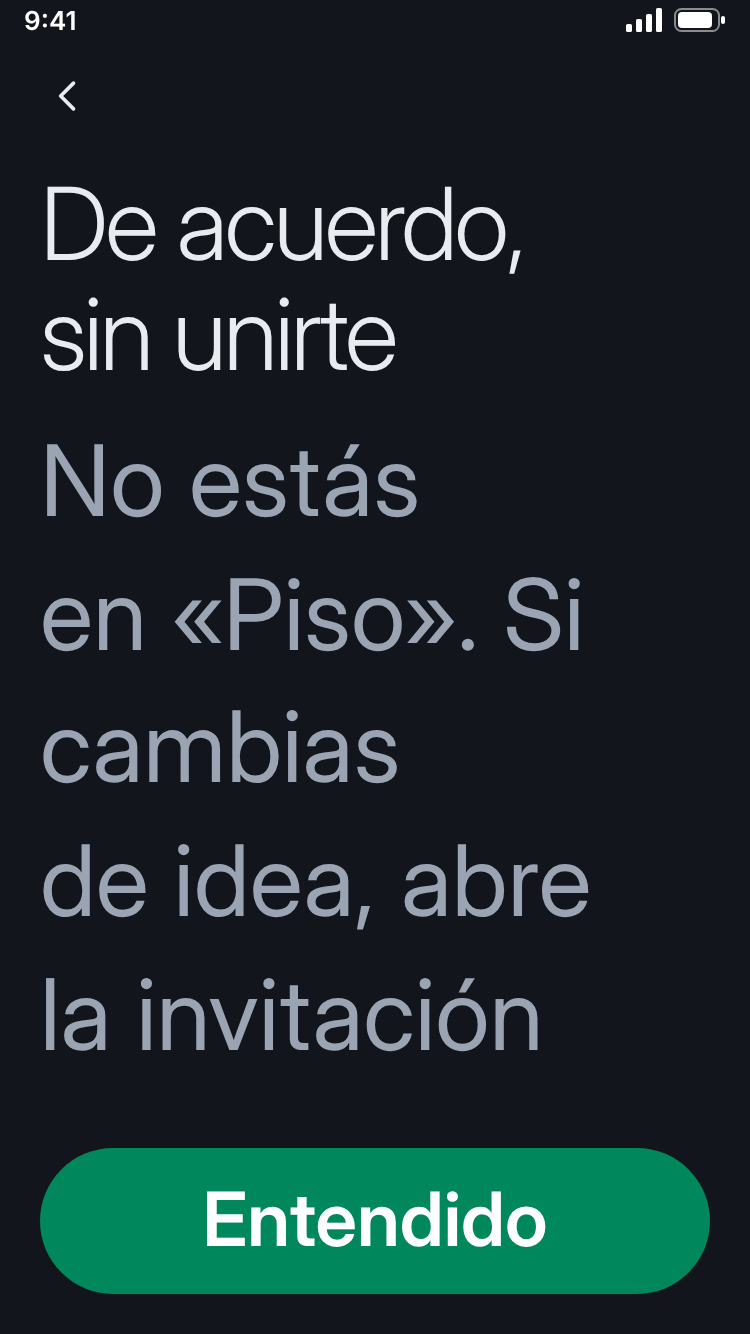 9:41
De acuerdo,
sin unirte
No estás
en «Piso». Si
cambias
de idea, abre
la invitación
Entendido